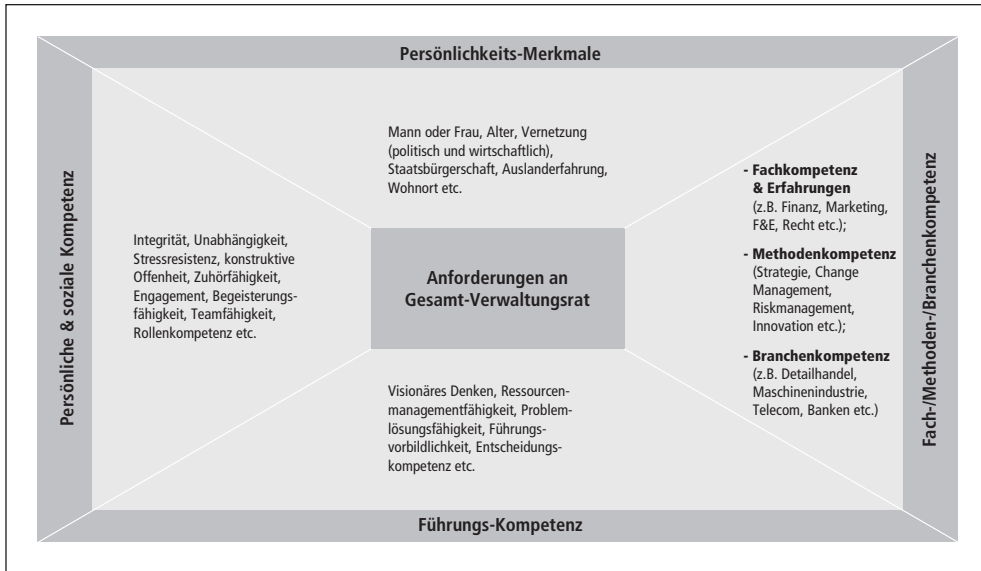 Persönlichkeits-Merkmale
Mann oder Frau, Alter, Vernetzung
(politisch und wirtschaftlich),
Staatsbürgerschaft, Auslanderfahrung,
Wohnort etc.
Persönliche & soziale Kompetenz
Integrität, Unabhängigkeit,
Stressresistenz, konstruktive
Offenheit, Zuhörfähigkeit,
Engagement, Begeisterungs-
fähigkeit, Teamfähigkeit,
Rollenkompetenz etc.
Anforderungen an
Gesamt-Verwaltungsrat
- Fachkompetenz
& Erfahrungen
(z.B. Finanz, Marketing,
F&E, Recht etc.);
- Methodenkompetenz
(Strategie, Change
Management,
Riskmanagement,
Innovation etc.);
- Branchenkompetenz
(z.B. Detailhandel,
Maschinenindustrie,
Telecom, Banken etc.)
Fach-/Methoden-/Branchenkompetenz
Visionäres Denken, Ressourcen-
managementfähigkeit, Problem-
lösungsfähigkeit, Führungs-
vorbildlichkeit, Entscheidungs-
kompetenz etc.
Führungs-Kompetenz